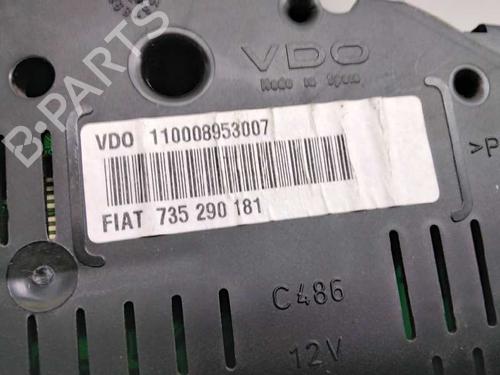 B-PARTS
VDO
Made in Spain
VDO 110008953007
FIAT 735 290 181
>P
C486
12V